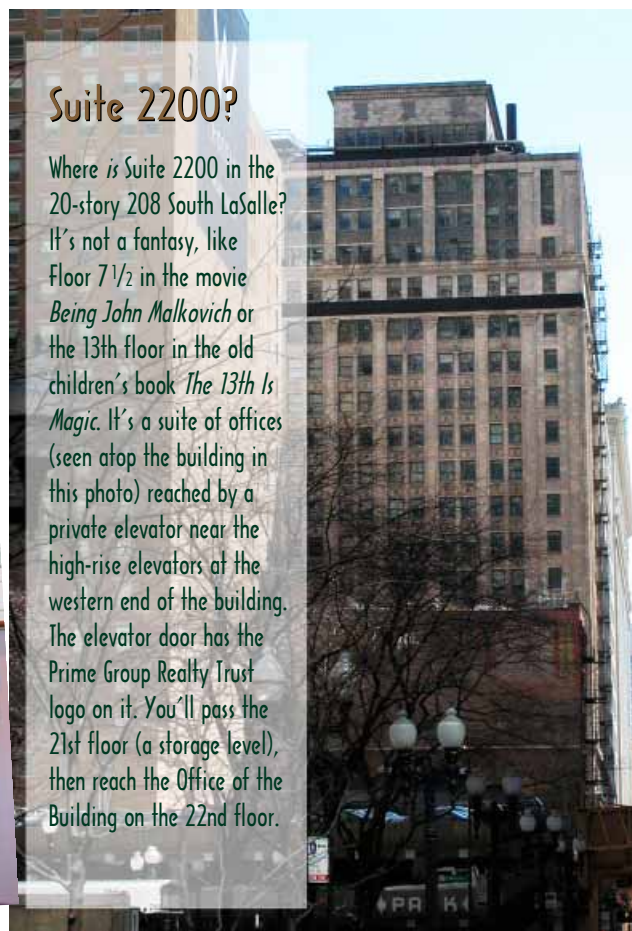 W
Suite 2200?
Where is Suite 2200 in the
20-story 208 South LaSalle?
It's not a fantasy, like
Floor 7 1/2 in the movie
Being John Malkovich or
the 13th floor in the old
children's book The 13th Is
Magic. It's a suite of offices
(seen atop the building in
this photo) reached by a
private elevator near the
high-rise elevators at the
western end of the building.
The elevator door has the
Prime Group Realty Trust
logo on it. You'll pass the
21st floor (a storage level),
then reach the Office of the
Building on the 22nd floor.